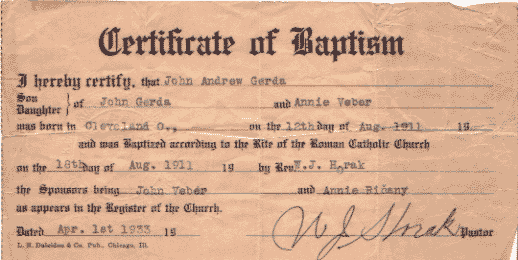 Certificate of Baptism
I hereby certify, that John Andrew Gerda
Son
Daughter } of John Gerda and Annie Veber
was born in Cleveland O., on the 12th day of Aug. 1911 19
and was Baptized according to the Rite of the Roman Catholic Church
on the 18th day of Aug. 1911 19 by Rev W.J. Horak
the Sponsors being John Veber and Annie Ričany
as appears in the Register of the Church.
Dated Apr. 1st 1933 19 W J Horak Pastor
& Co. Pub., Chicago, Ill.